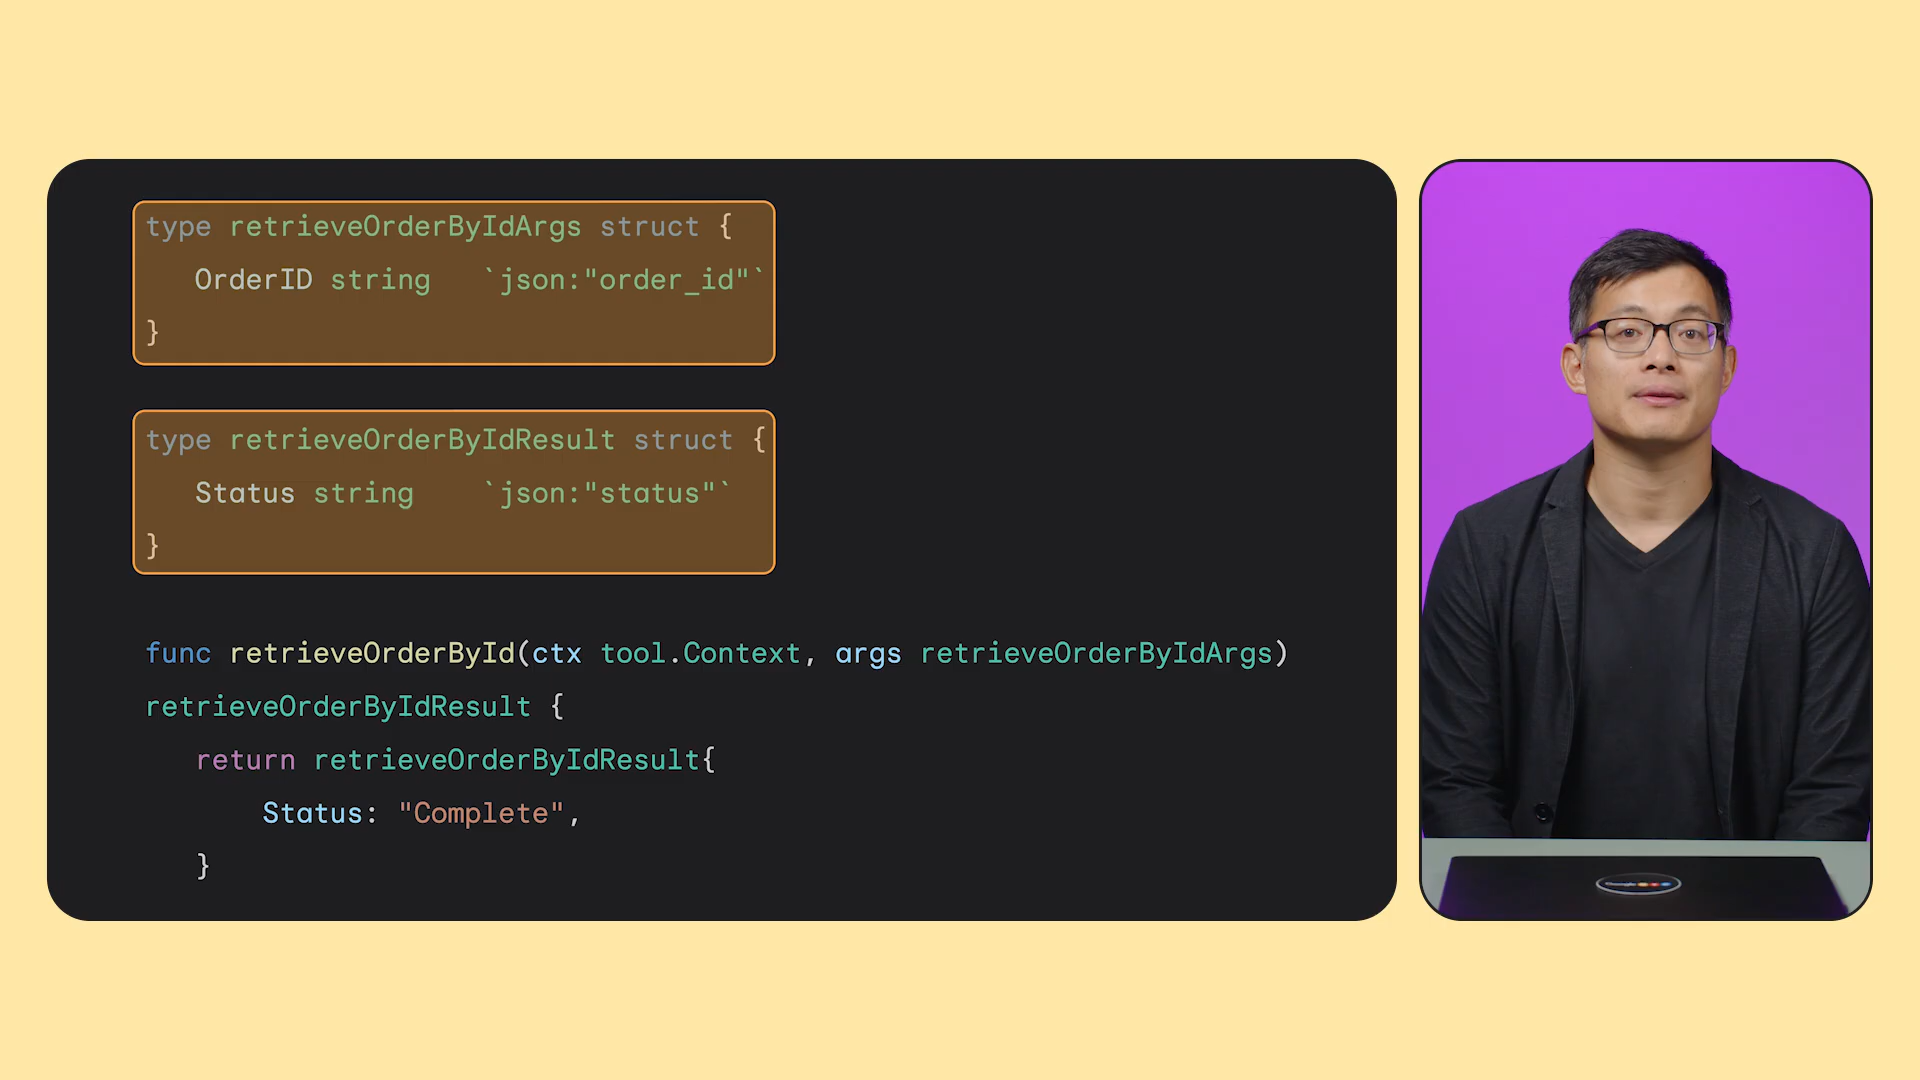 type retrieveOrderByIdArgs struct {
OrderID string `json:"order_id"`
}
type retrieveOrderByIdResult struct {
Status string `json:"status"`
}
func retrieveOrderById(ctx tool.Context, args retrieveOrderByIdArgs)
retrieveOrderByIdResult {
return retrieveOrderByIdResult{
Status: "Complete",
}